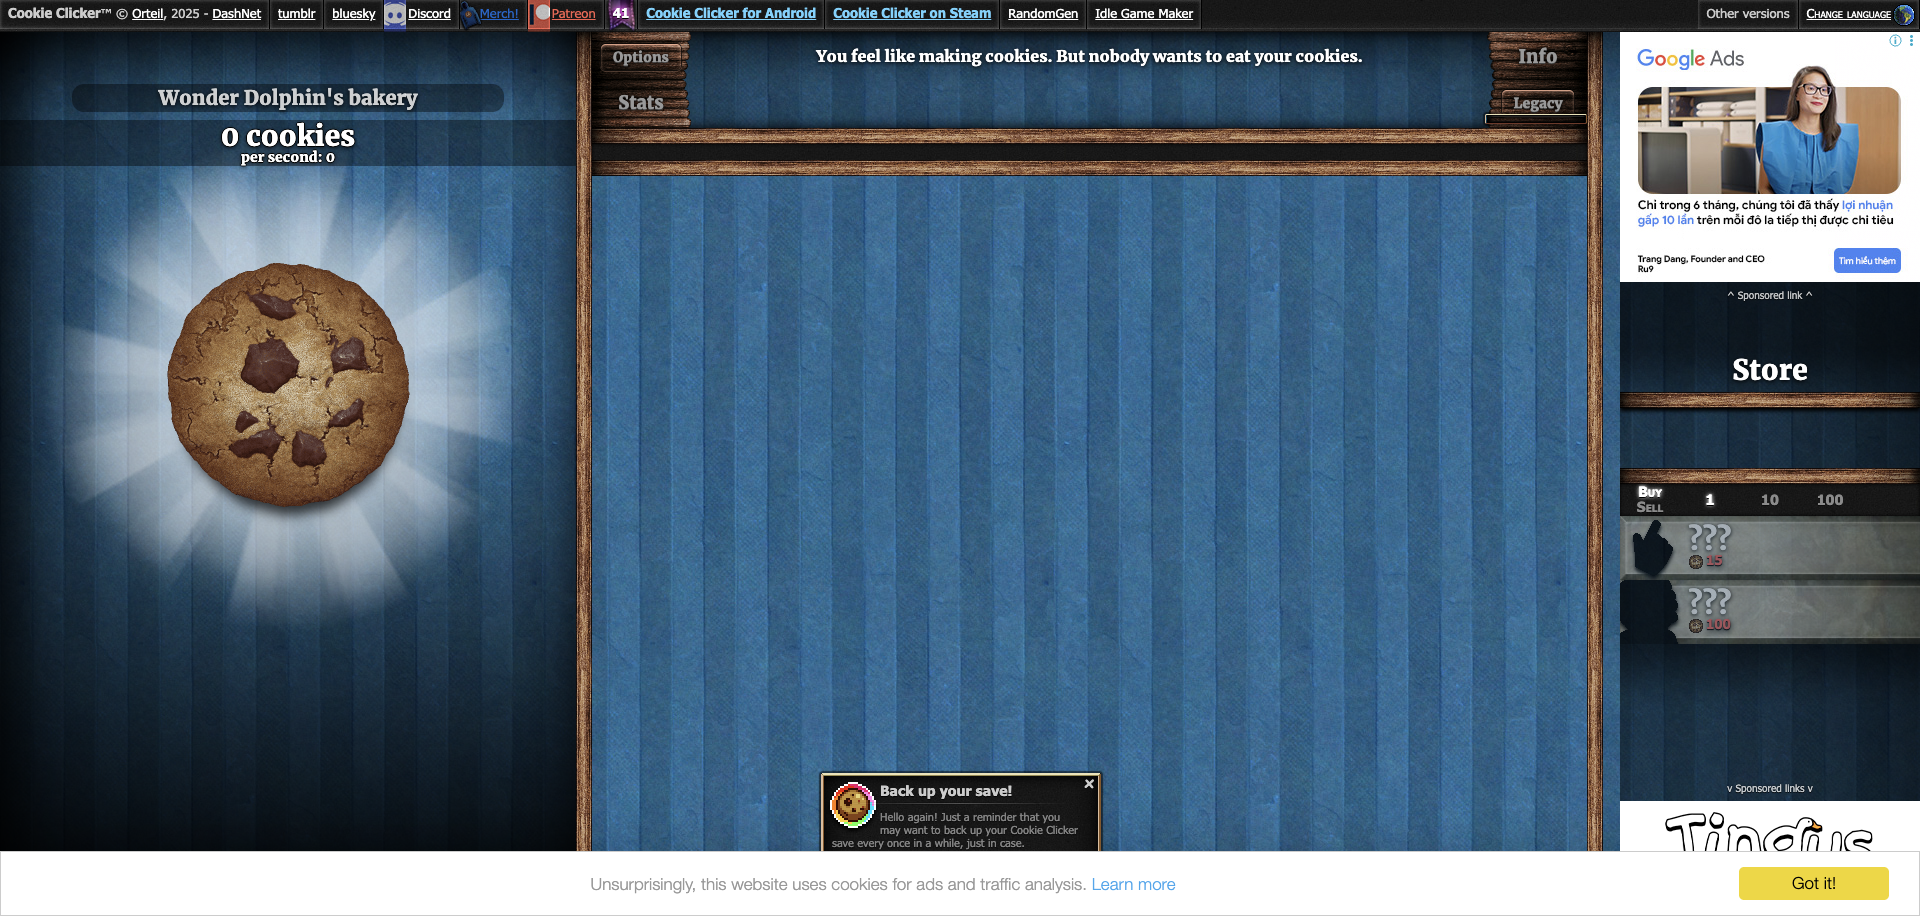 Cookie Clicker™ © Orteil, 2025 - DashNet
tumblr
bluesky
Discord
Merch!
Patreon
41
Cookie Clicker for Android
Cookie Clicker on Steam
RandomGen
Idle Game Maker
Other versions
Change language
Wonder Dolphin's bakery
0 cookies
per second: 0
Options
Stats
You feel like making cookies. But nobody wants to eat your cookies.
Info
Legacy
Google Ads
Chỉ trong 6 tháng, chúng tôi đã thấy lợi nhuận
gấp 10 lần trên mỗi đô la tiếp thị được chi tiêu
Trang Dang, Founder and CEO
Ru9
Tìm hiểu thêm
^ Sponsored link ^
Store
Buy
Sell
1
10
100
???
15
???
100
v Sponsored links v
Tingus
Back up your save!
Hello again! Just a reminder that you
may want to back up your Cookie Clicker
save every once in a while, just in case.
Unsurprisingly, this website uses cookies for ads and traffic analysis. Learn more
Got it!